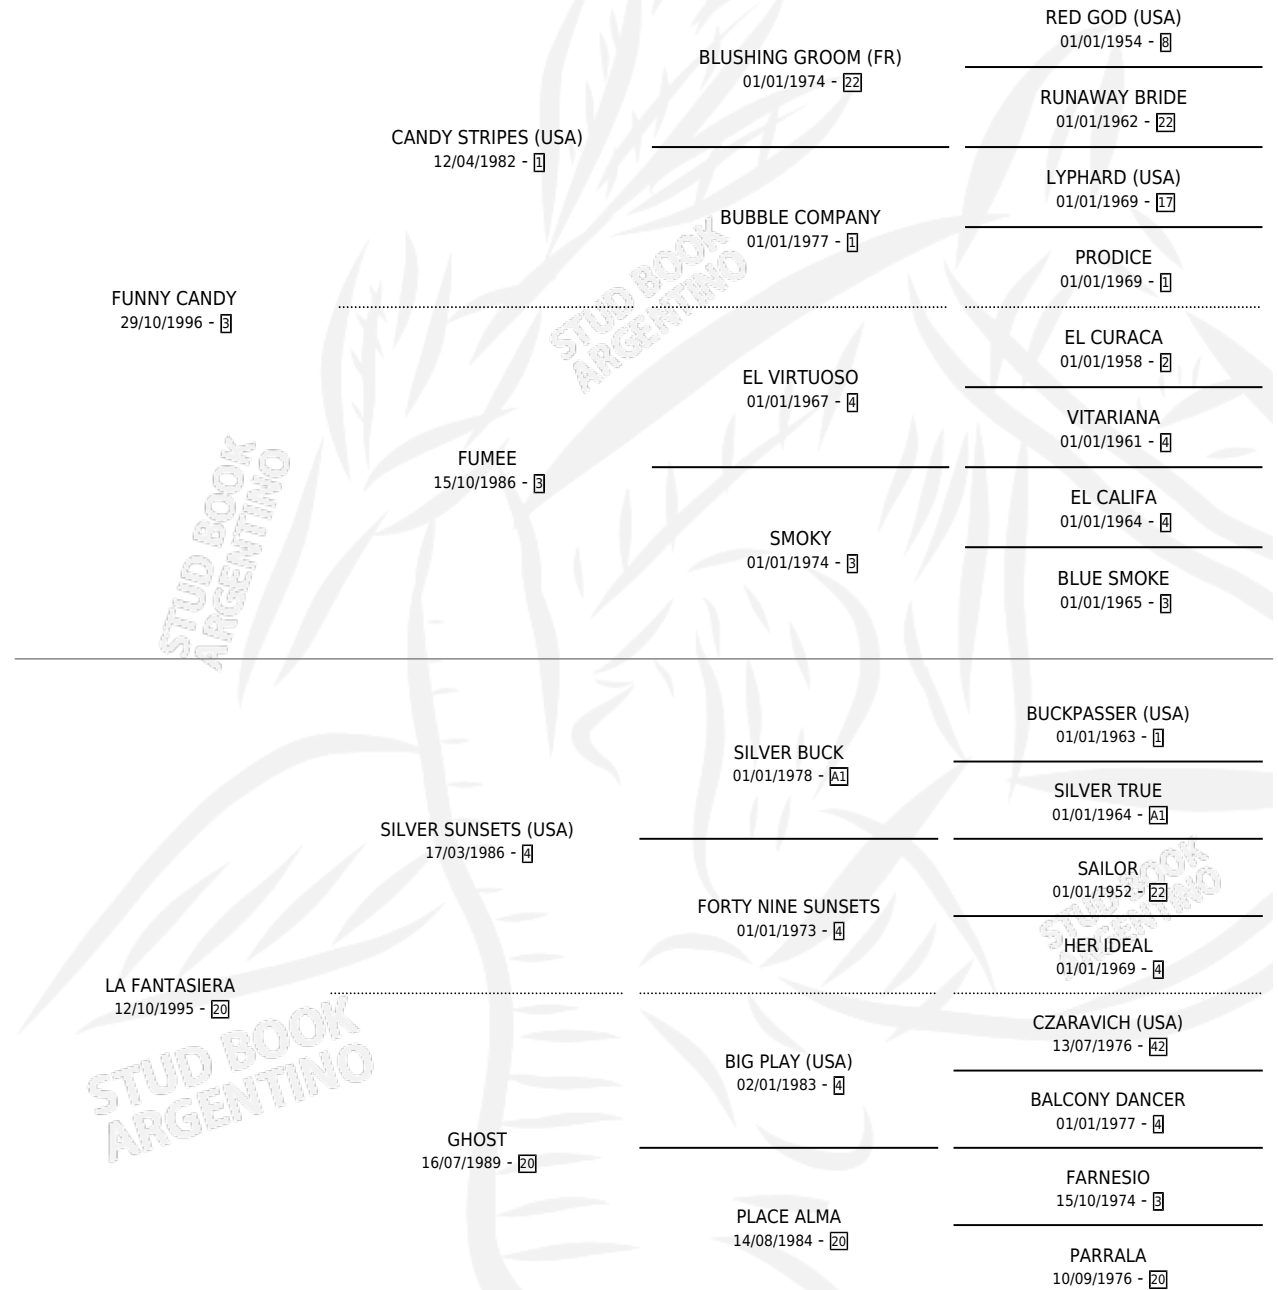 RED GOD (USA)
01/01/1954 - 8
BLUSHING GROOM (FR)
01/01/1974 - 22
RUNAWAY BRIDE
01/01/1962 - 22
CANDY STRIPES (USA)
12/04/1982 - 1
LYPHARD (USA)
01/01/1969 - 17
BUBBLE COMPANY
01/01/1977 - 1
PRODICE
01/01/1969 - 1
FUNNY CANDY
29/10/1996 - 3
STUD BOOK
ARGENTINO
EL CURACA
01/01/1958 - 2
EL VIRTUOSO
01/01/1967 - 4
VITARIANA
01/01/1961 - 4
FUMEE
15/10/1986 - 3
EL CALIFA
01/01/1964 - 4
SMOKY
01/01/1974 - 3
BLUE SMOKE
01/01/1965 - 3
STUD BOOK
ARGENTINO
BUCKPASSER (USA)
01/01/1963 - 1
SILVER BUCK
01/01/1978 - A1
SILVER TRUE
01/01/1964 - A1
SILVER SUNSETS (USA)
17/03/1986 - 4
SAILOR
01/01/1952 - 22
STUD BOOK
ARGENTINO
FORTY NINE SUNSETS
01/01/1973 - 4
HER IDEAL
01/01/1969 - 4
LA FANTASIERA
12/10/1995 - 20
STUD BOOK
ARGENTINO
CZARAVICH (USA)
13/07/1976 - 42
BIG PLAY (USA)
02/01/1983 - 4
BALCONY DANCER
01/01/1977 - 4
GHOST
16/07/1989 - 20
FARNESIO
15/10/1974 - 3
PLACE ALMA
14/08/1984 - 20
PARRALA
10/09/1976 - 20